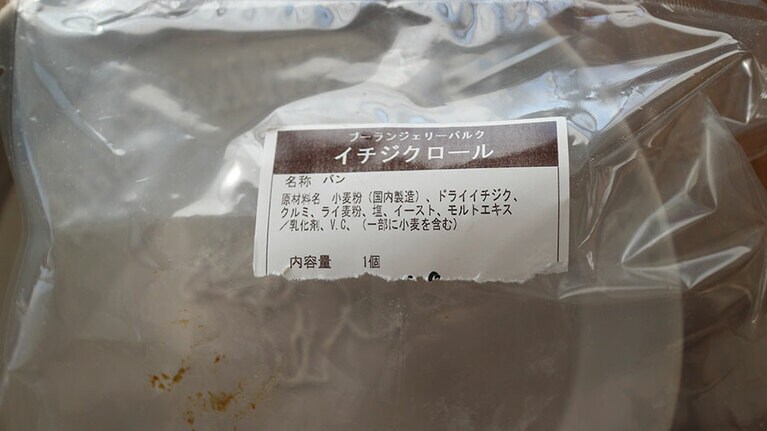 ブーランジェリーパルク
イチジクロール
名称 パン
原材料名 小麦粉(国内製造)、ドライイチジク、
クルミ、ライ麦粉、塩、イースト、モルトエキス
/乳化剤、V.C、(一部に小麦を含む)
内容量 1個